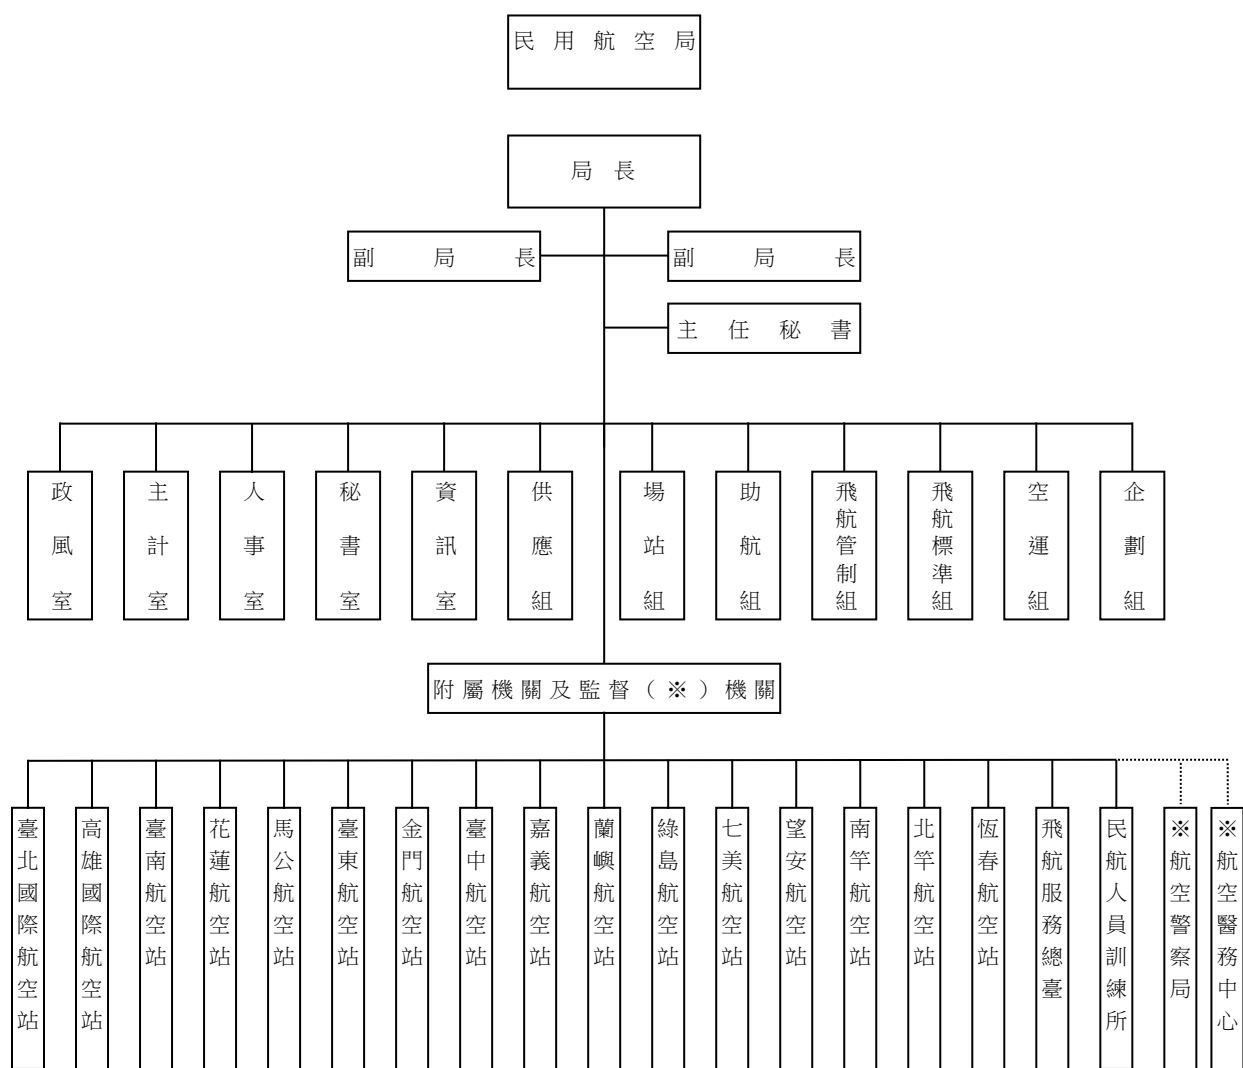 民用航空局
局長
副局長
副局長
主任秘書
政風室
主計室
人事室
秘書室
資訊室
供應組
場站組
助航組
飛航管制組
飛航標準組
空運組
企劃組
附屬機關及監督（※）機關
臺北國際航空站
高雄國際航空站
臺南航空站
花蓮航空站
馬公航空站
臺東航空站
金門航空站
臺中航空站
嘉義航空站
蘭嶼航空站
綠島航空站
七美航空站
望安航空站
南竿航空站
北竿航空站
恆春航空站
飛航服務總臺
民航人員訓練所
※航空警察局
※航空醫務中心